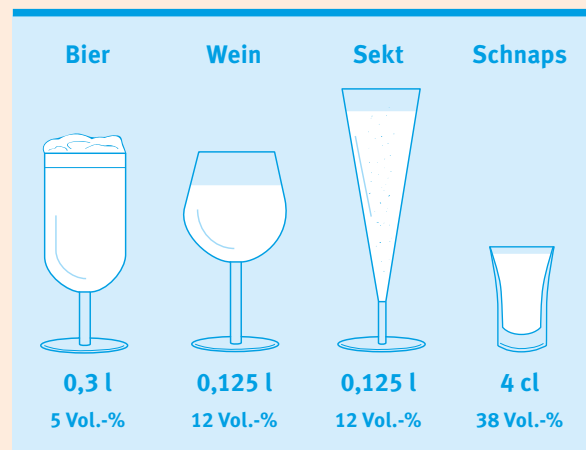 Bier Wein Sekt Schnaps
0,3 l 0,125 l 0,125 l 4 cl
5 Vol.-% 12 Vol.-% 12 Vol.-% 38 Vol.-%